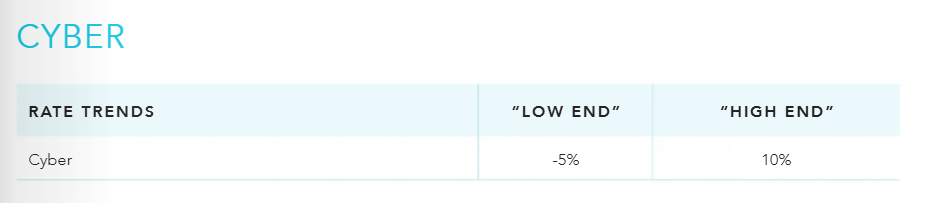 CYBER
RATE TRENDS "LOW END" "HIGH END"
Cyber -5% 10%